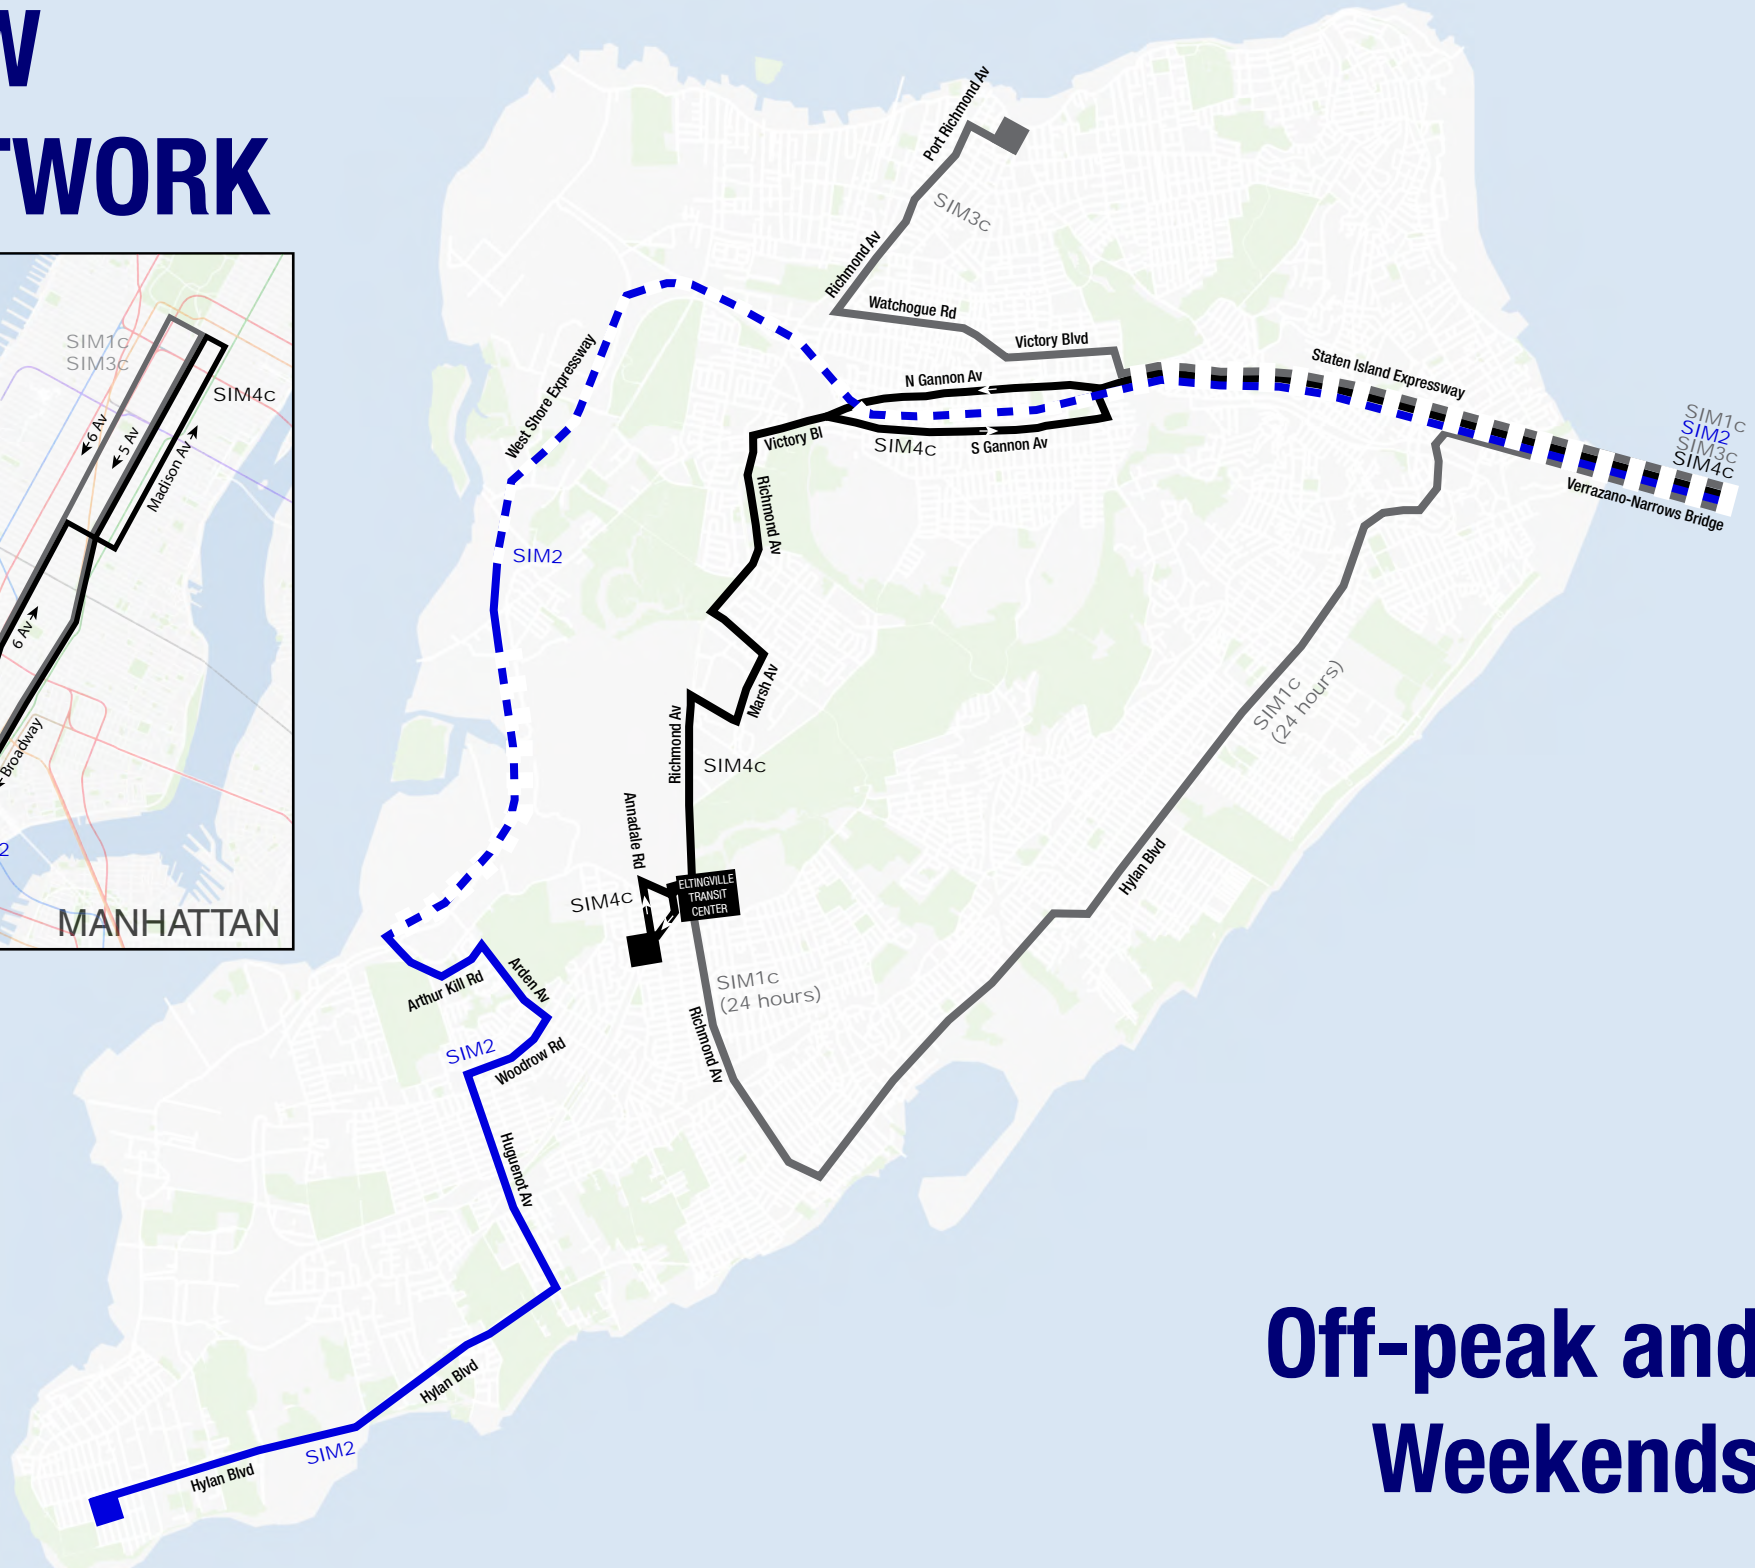 W
TWORK
SIM1c
SIM3c
SIM4c
6 Av
5 Av
Madison Av
6 Av
Broadway
2
MANHATTAN
Port Richmond Av
SIM3c
Richmond Av
Watchogue Rd
Victory Blvd
N Gannon Av
Staten Island Expressway
SIM1c
SIM2
SIM3c
SIM4c
Verrazano-Narrows Bridge
West Shore Expressway
Victory Bl
SIM4c
S Gannon Av
Richmond Av
SIM2
Marsh Av
Richmond Av
SIM4c
SIM1c
(24 hours)
Annadale Rd
SIM4c
ELTINGVILLE
TRANSIT
CENTER
Hylan Blvd
SIM1c
(24 hours)
Arthur Kill Rd
Arden Av
Richmond Av
SIM2
Woodrow Rd
Huguenot Av
Hylan Blvd
SIM2
Hylan Blvd
Off-peak and
Weekends